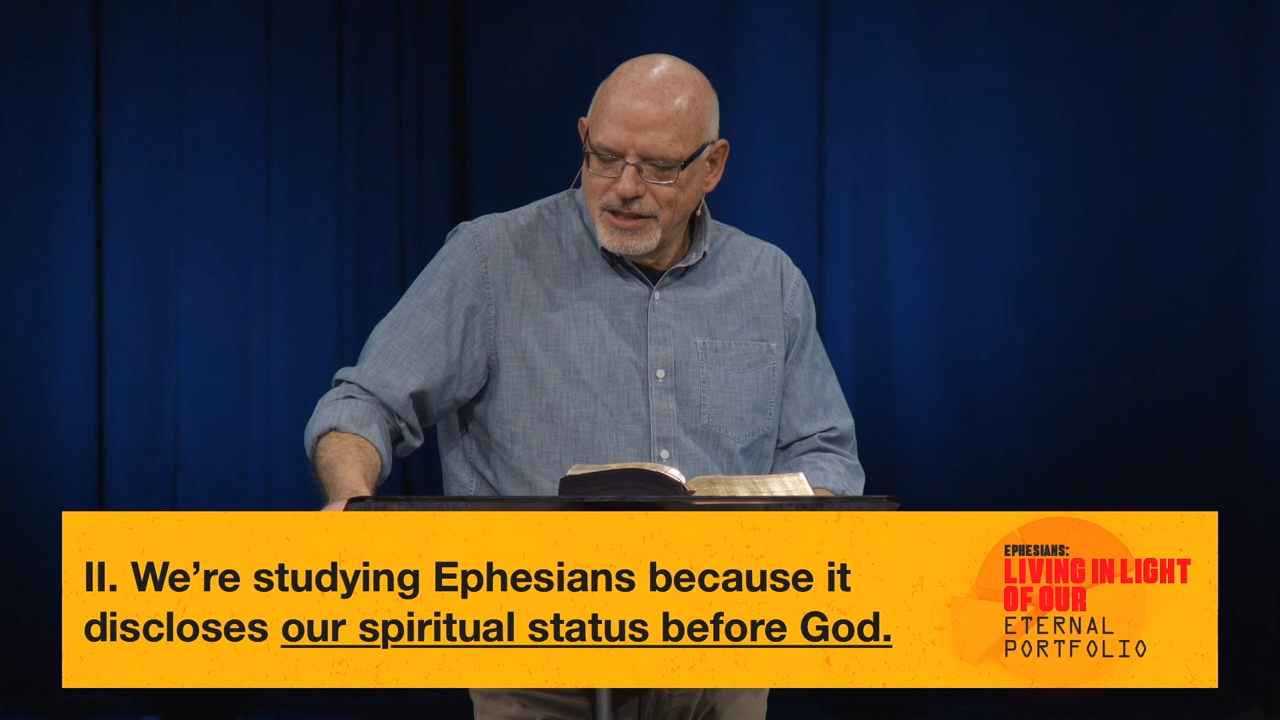 II. We’re studying Ephesians because it
discloses our spiritual status before God.
EPHESIANS:
LIVING IN LIGHT
OF OUR
ETERNAL
PORTFOLIO